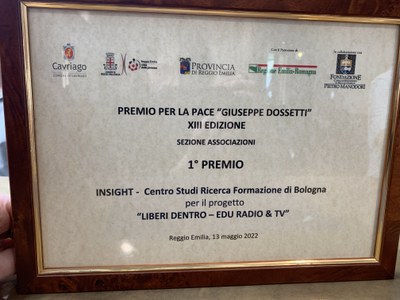 Cavriago
PROVINCIA
DI REGGIO EMILIA
Regione Emilia-Romagna
FONDAZIONE
PIETRO MANODORI
PREMIO PER LA PACE "GIUSEPPE DOSSETTI"
XIII EDIZIONE
SEZIONE ASSOCIAZIONI
1° PREMIO
INSIGHT - Centro Studi Ricerca Formazione di Bologna
per il progetto
"LIBERI DENTRO – EDU RADIO & TV"
Reggio Emilia, 13 maggio 2022